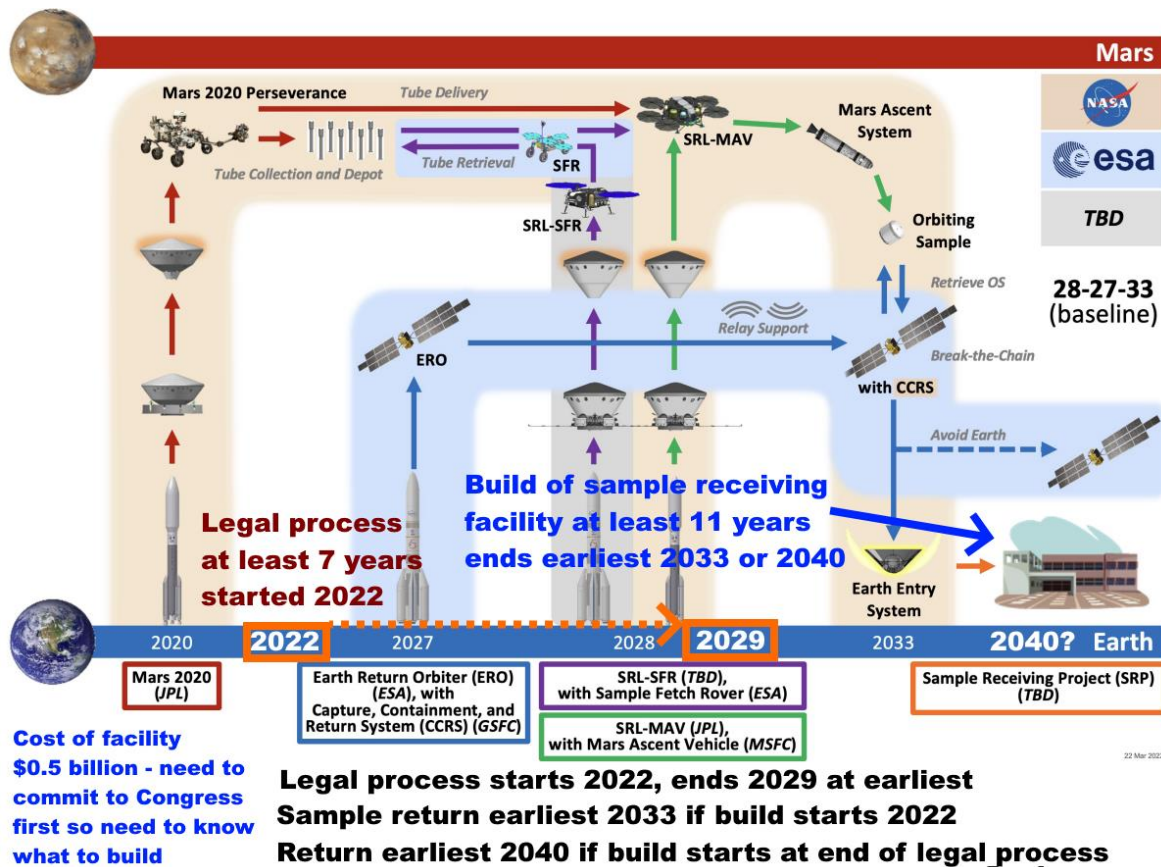 Mars
NASA
esa
TBD
28-27-33
(baseline)
Mars 2020 Perseverance
Tube Delivery
Tube Collection and Depot
Tube Retrieval
SFR
SRL-SFR
SRL-MAV
Mars Ascent
System
Orbiting
Sample
Retrieve OS
Relay Support
ERO
Break-the-Chain
with CCRS
Avoid Earth
Legal process
at least 7 years
started 2022
Build of sample receiving
facility at least 11 years
ends earliest 2033 or 2040
Earth Entry
System
2020
2022
2027
2028
2029
2033
2040?
Earth
Mars 2020
(JPL)
Earth Return Orbiter (ERO)
(ESA), with
Capture, Containment, and
Return System (CCRS) (GSFC)
SRL-SFR (TBD),
with Sample Fetch Rover (ESA)
SRL-MAV (JPL),
with Mars Ascent Vehicle (MSFC)
Sample Receiving Project (SRP)
(TBD)
Cost of facility
$0.5 billion - need to
commit to Congress
first so need to know
what to build
22 Mar 202
Legal process starts 2022, ends 2029 at earliest
Sample return earliest 2033 if build starts 2022
Return earliest 2040 if build starts at end of legal process